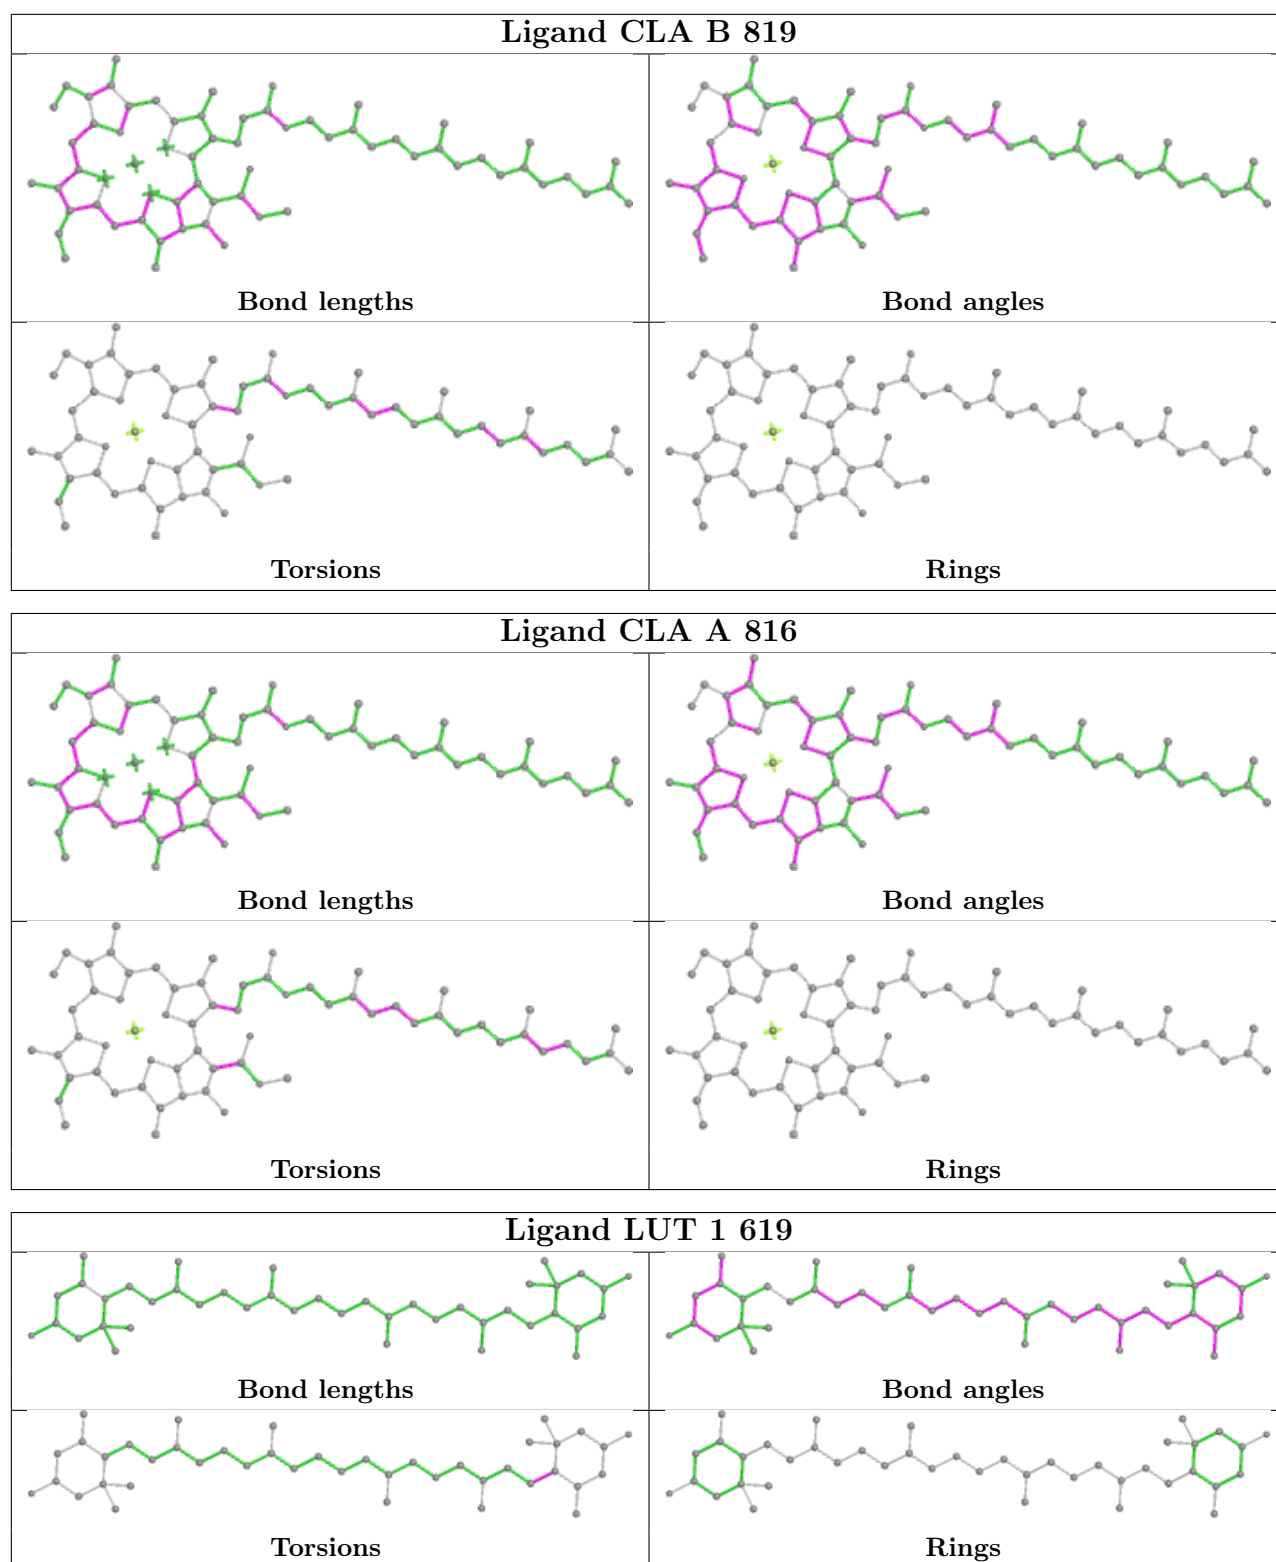 Ligand CLA B 819
Bond lengths
Bond angles
Torsions
Rings
Ligand CLA A 816
Bond lengths
Bond angles
Torsions
Rings
Ligand LUT 1 619
Bond lengths
Bond angles
Torsions
Rings